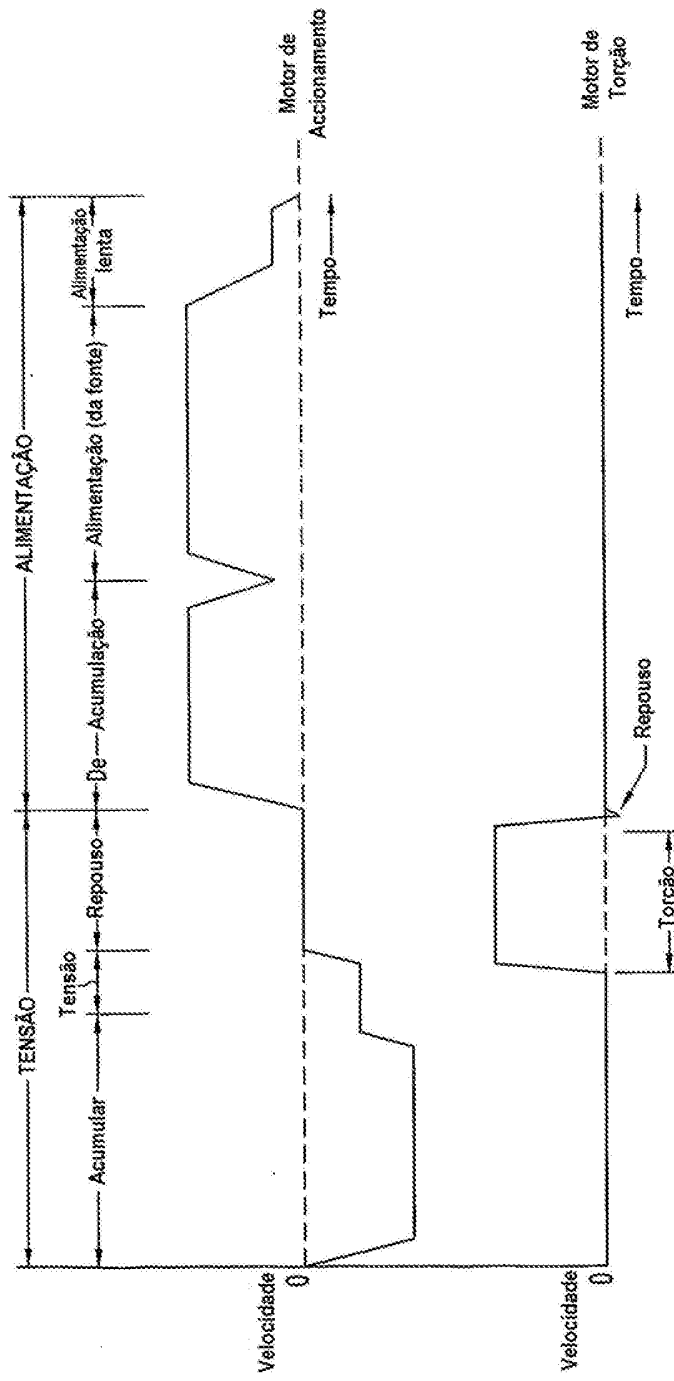 TENSÃO
ALIMENTAÇÃO
Acumular
Tensão
Repouso
De Acumulação
Alimentação (da fonte)
Alimentação
lenta
Velocidade
0
Motor de
Accionamento
Tempo
Velocidade
0
Torcão
Repouso
Motor de
Torção
Tempo